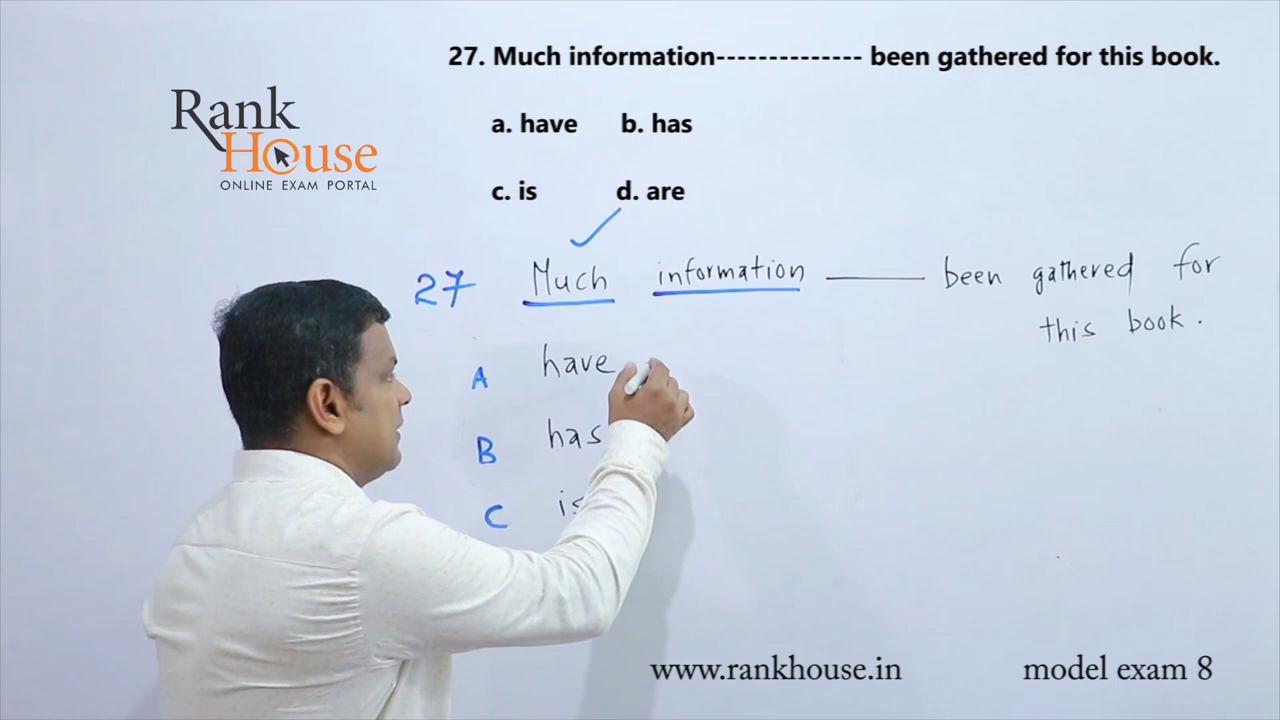 27. Much information-------------- been gathered for this book.
Rank
House
ONLINE EXAM PORTAL
a. have b. has
c. is d. are
27 Much information ——— been gathered for
this book.
A have
B has
C is
www.rankhouse.in model exam 8